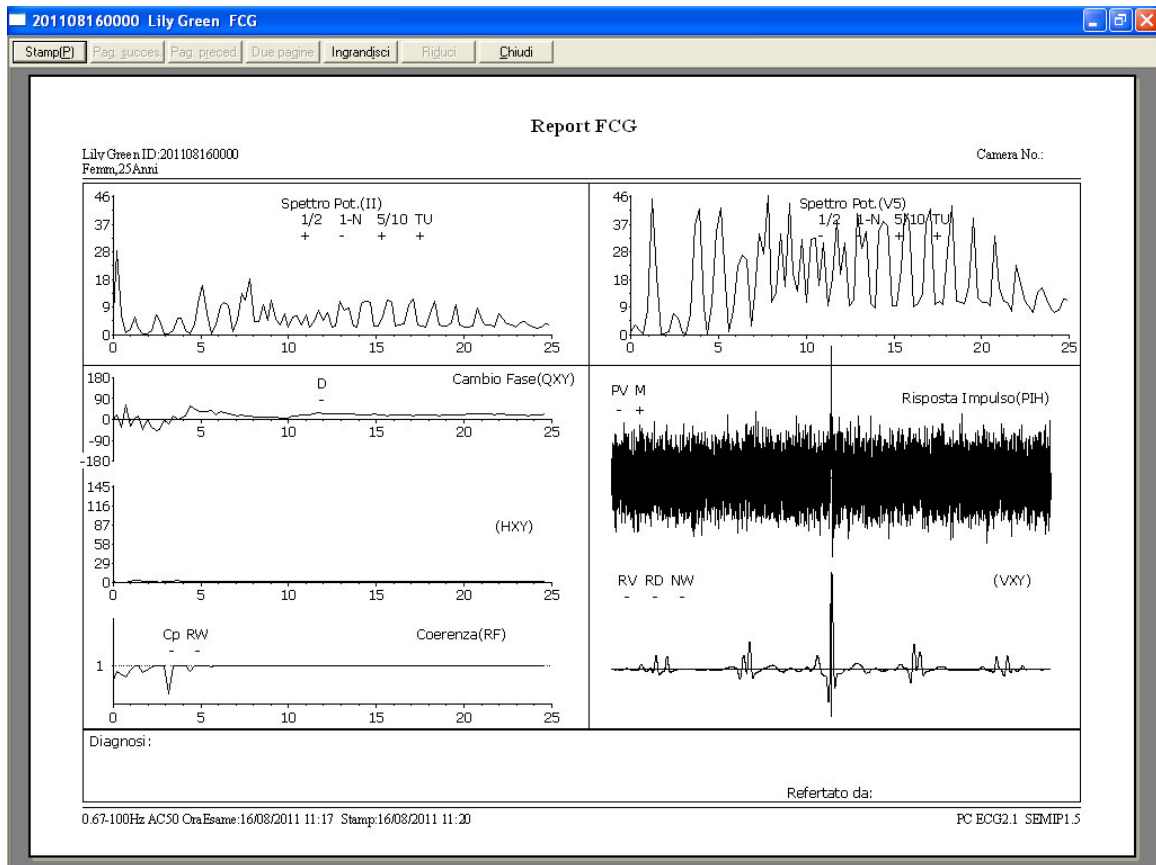 201108160000 Lily Green FCG
Stamp(P) Pag. succes. Pag. preced. Due pagine Ingrandisci Riduci Chiudi
Report FCG
Lily Green ID:201108160000
Camera No.:
Femm,25Anni
Spettro Pot.(II)
1/2 1-N 5/10 TU
+ - + +
46
37
28
18
9
0
0 5 10 15 20 25
Spettro Pot.(V5)
1/2 1-N 5/10 TU
- + + +
46
37
28
18
9
0
0 5 10 15 20 25
Cambio Fase(QXY)
D
-
180
90
0
-90
-180
5 10 15 20 25
(HXY)
145
116
87
58
29
0
0 5 10 15 20 25
Coerenza(RF)
Cp RW
- -
1
0 5 10 15 20 25
Risposta Impulso(PIH)
PV M
- +
(VXY)
RV RD NW
- - -
Diagnosi:
Refertato da:
0.67-100Hz AC50 OraEsame:16/08/2011 11:17 Stamp:16/08/2011 11:20
PC ECG2.1 SEMIP1.5